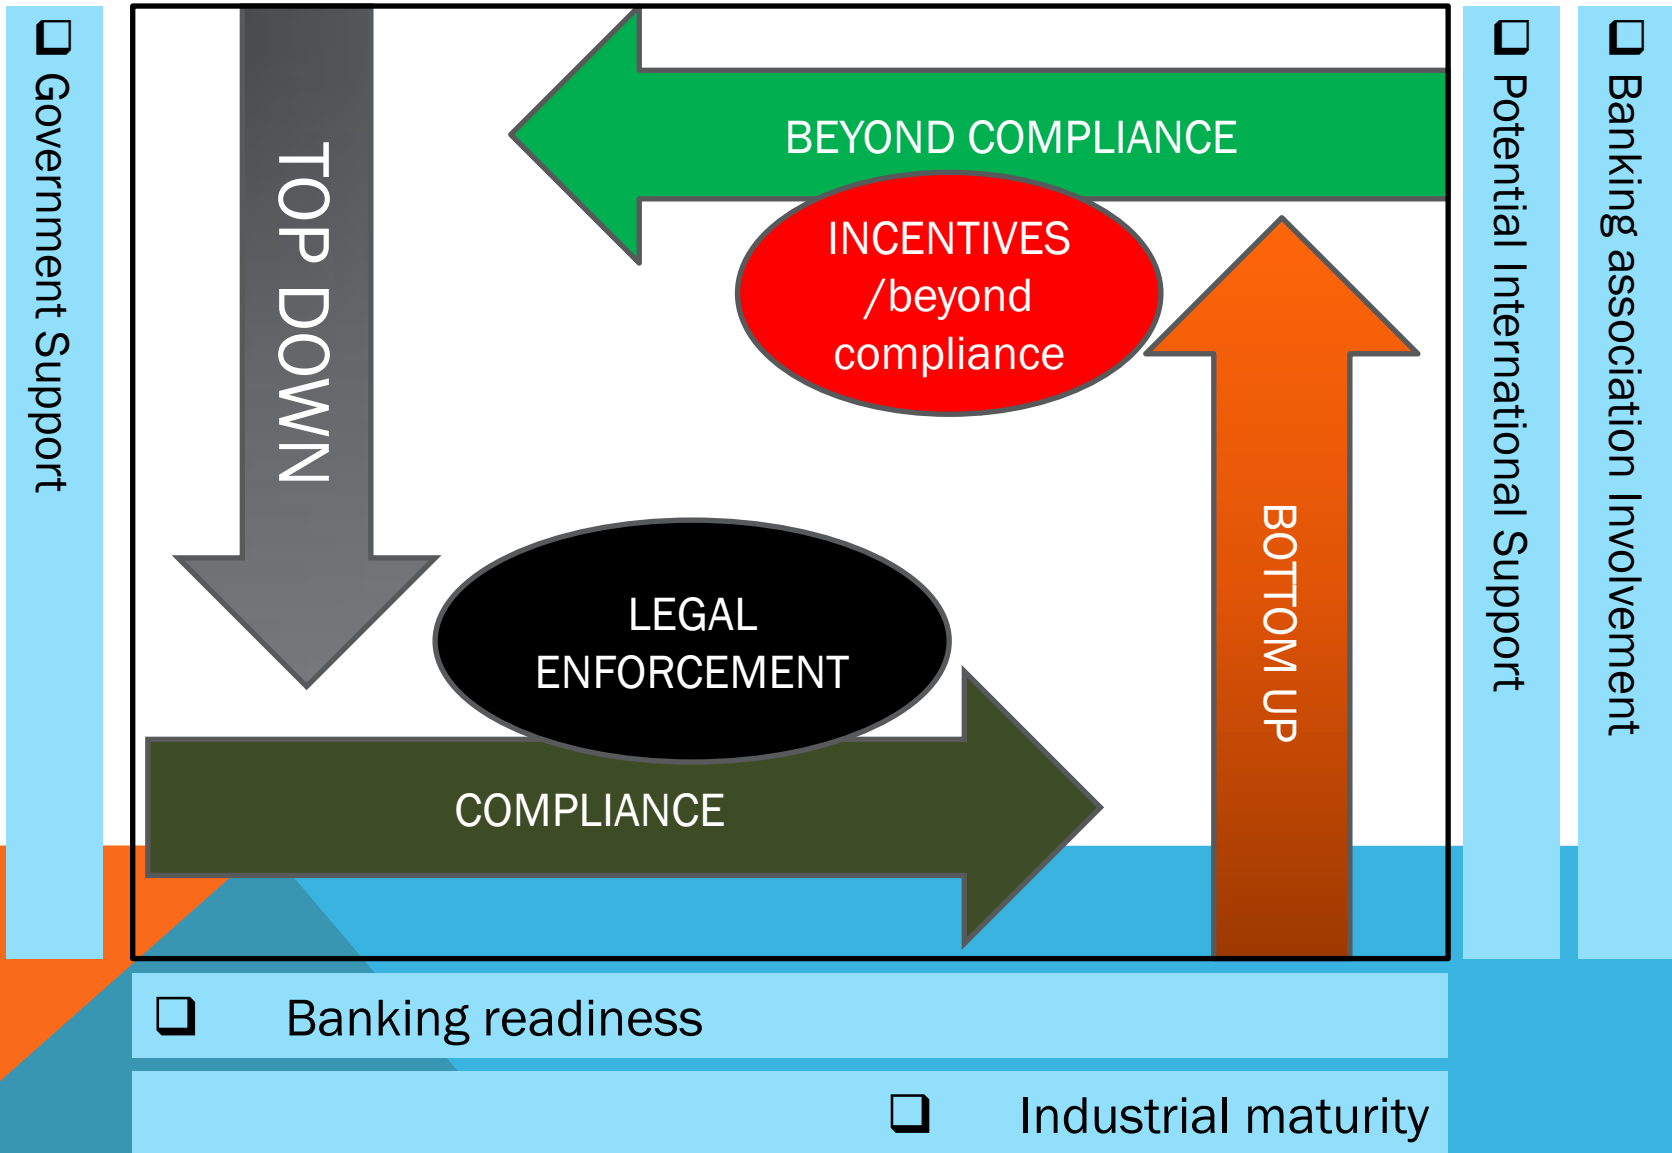 ❑ Government Support
TOP DOWN
BEYOND COMPLIANCE
INCENTIVES
/beyond
compliance
LEGAL
ENFORCEMENT
COMPLIANCE
BOTTOM UP
❑ Potential International Support
❑ Banking association Involvement
❑ Banking readiness
❑ Industrial maturity